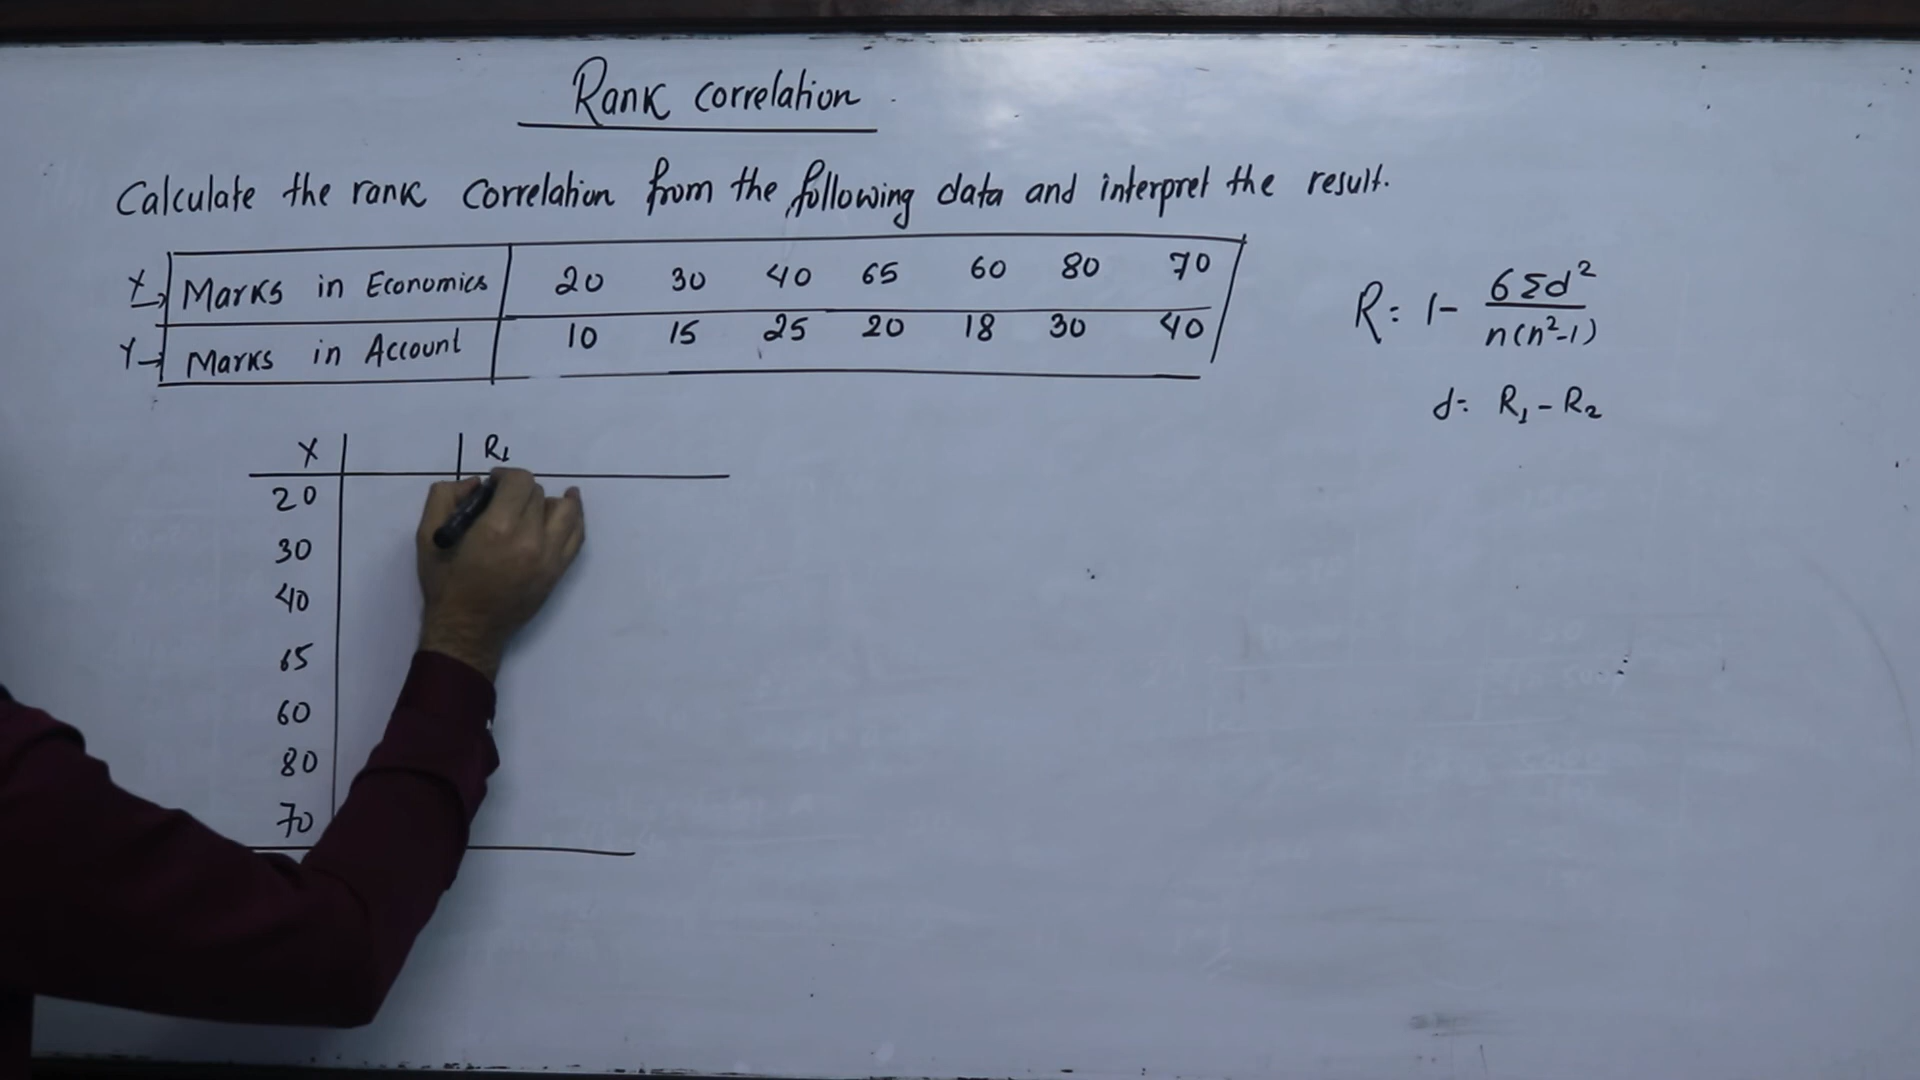 Rank correlation
Calculate the rank correlation from the following data and interpret the result.
X→ Marks in Economics 20 30 40 65 60 80 70
Y→ Marks in Account 10 15 25 20 18 30 40
R = 1 - 6Σd² / n(n²-1)
d = R₁ - R₂
X R₁
20
30
40
65
60
80
70